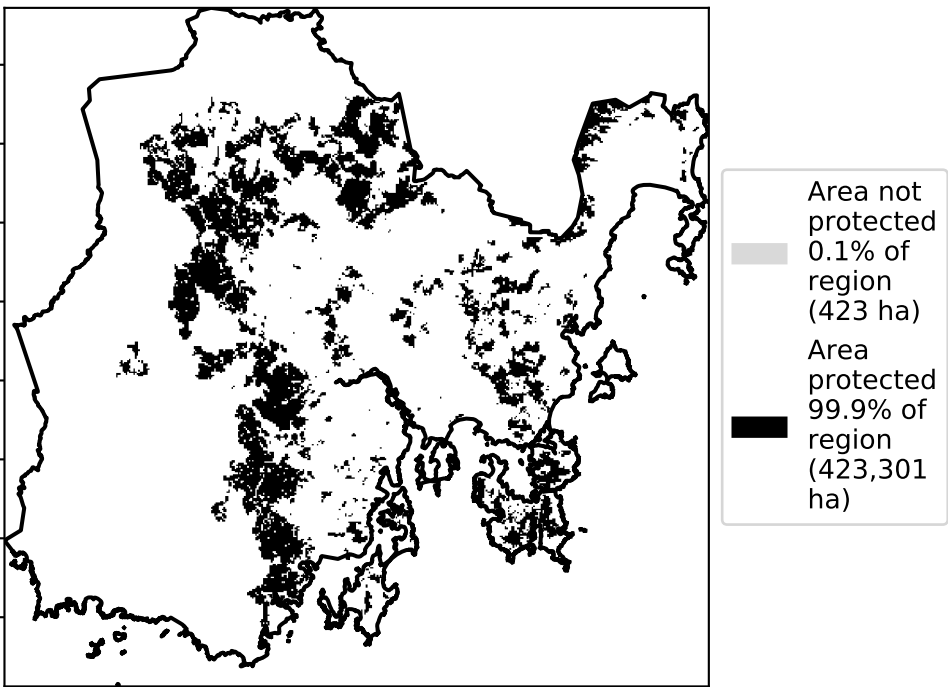 Area not
protected
0.1% of
region
(423 ha)
Area
protected
99.9% of
region
(423,301
ha)